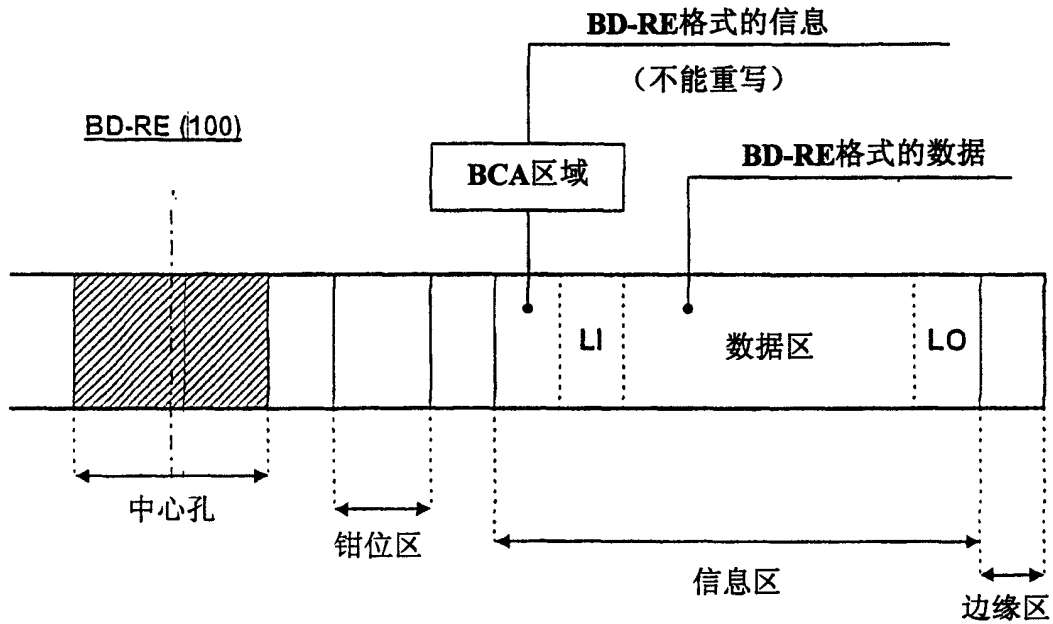 BD-RE格式的信息
（不能重写）
BD-RE (100)
BCA区域
BD-RE格式的数据
LI
数据区
LO
中心孔
钳位区
信息区
边缘区